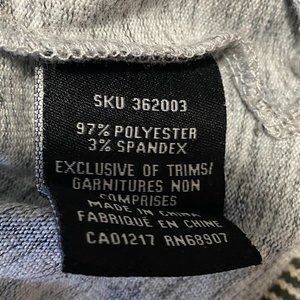 SKU 362003
97% POLYESTER
3% SPANDEX
EXCLUSIVE OF TRIMS/
GARNITURES NON
COMPRISES
MADE IN CHINA
FABRIQUÉ EN CHINE
CA01217 RN68907